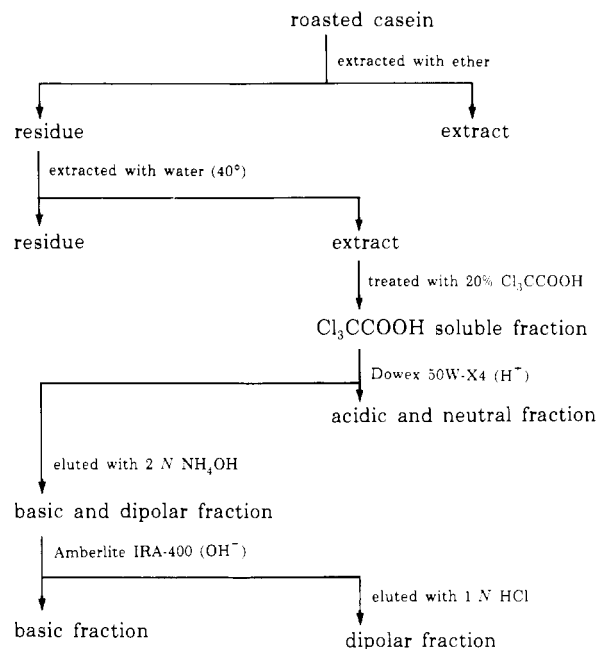 roasted casein
extracted with ether
residue
extract
extracted with water (40°)
residue
extract
treated with 20% Cl₃CCOOH
Cl₃CCOOH soluble fraction
Dowex 50W-X4 (H⁺)
acidic and neutral fraction
eluted with 2 N NH₄OH
basic and dipolar fraction
Amberlite IRA-400 (OH⁻)
eluted with 1 N HCl
basic fraction
dipolar fraction